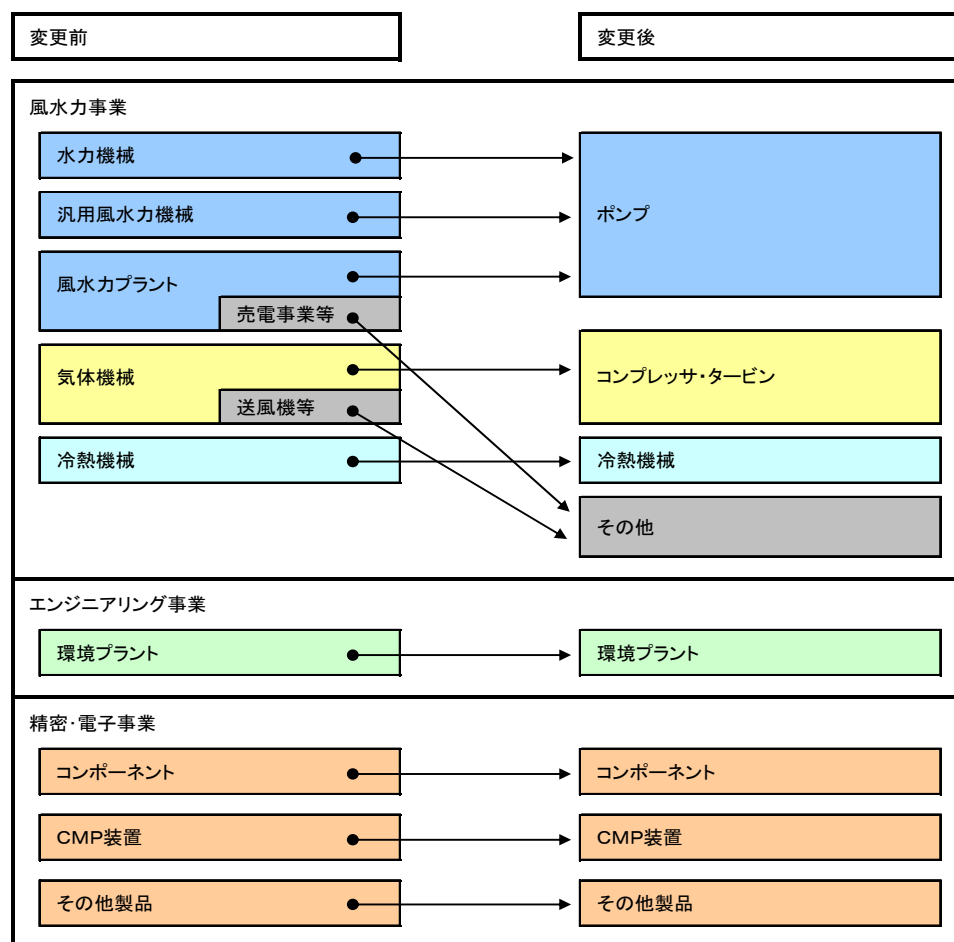 変更前
変更後
風水力事業
水力機械
汎用風水力機械
ポンプ
風水力プラント
売電事業等
気体機械
コンプレッサ・タービン
送風機等
冷熱機械
冷熱機械
その他
エンジニアリング事業
環境プラント
環境プラント
精密・電子事業
コンポーネント
コンポーネント
CMP装置
CMP装置
その他製品
その他製品